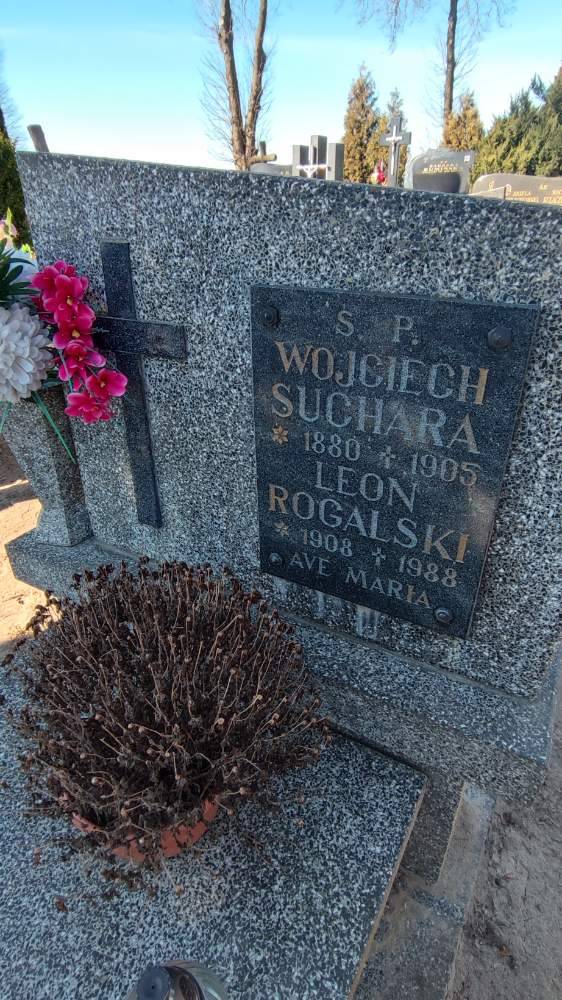 S. P.
WOJCIECH
SUCHARA
* 1880 + 1905
LEON
ROGALSKI
* 1908 + 1988
AVE MARIA